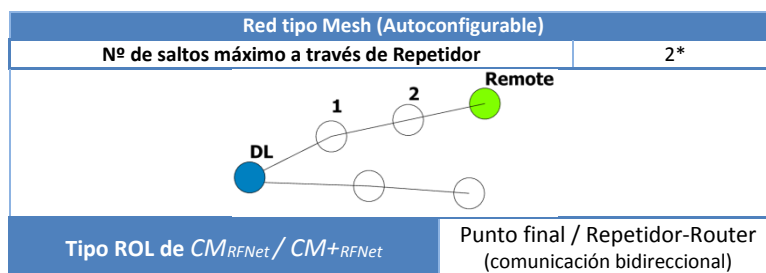 Red tipo Mesh (Autoconfigurable)
Nº de saltos máximo a través de Repetidor 2*
Remote
2
1
DL
Tipo ROL de CMRFNet / CM+RFNet
Punto final / Repetidor-Router
(comunicación bidireccional)